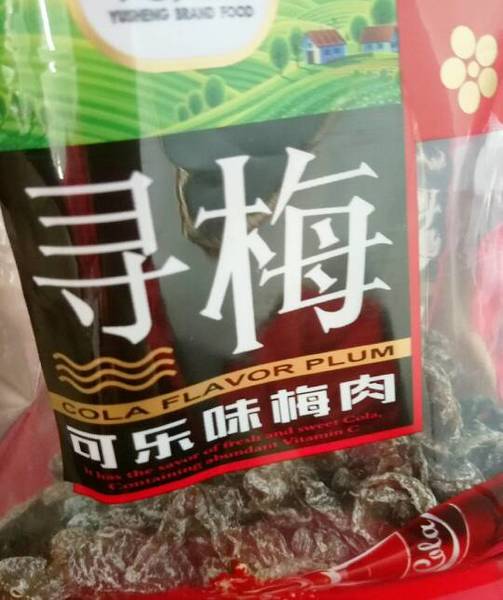 YUSHENG BRAND FOOD
寻梅
COLA FLAVOR PLUM
可乐味梅肉
It has the savor of fresh and sweet Cola,
Containing abundant Vitamin C
Cola